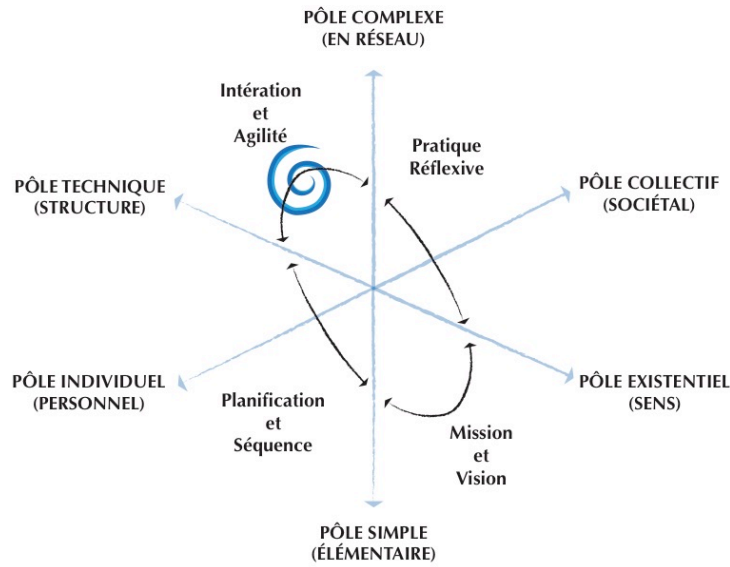 PÔLE COMPLEXE
(EN RÉSEAU)
Intération
et
Agilité
Pratique
Réflexive
PÔLE TECHNIQUE
(STRUCTURE)
PÔLE COLLECTIF
(SOCIÉTAL)
PÔLE INDIVIDUEL
(PERSONNEL)
Planification
et
Séquence
PÔLE EXISTENTIEL
(SENS)
Mission
et
Vision
PÔLE SIMPLE
(ÉLÉMENTAIRE)